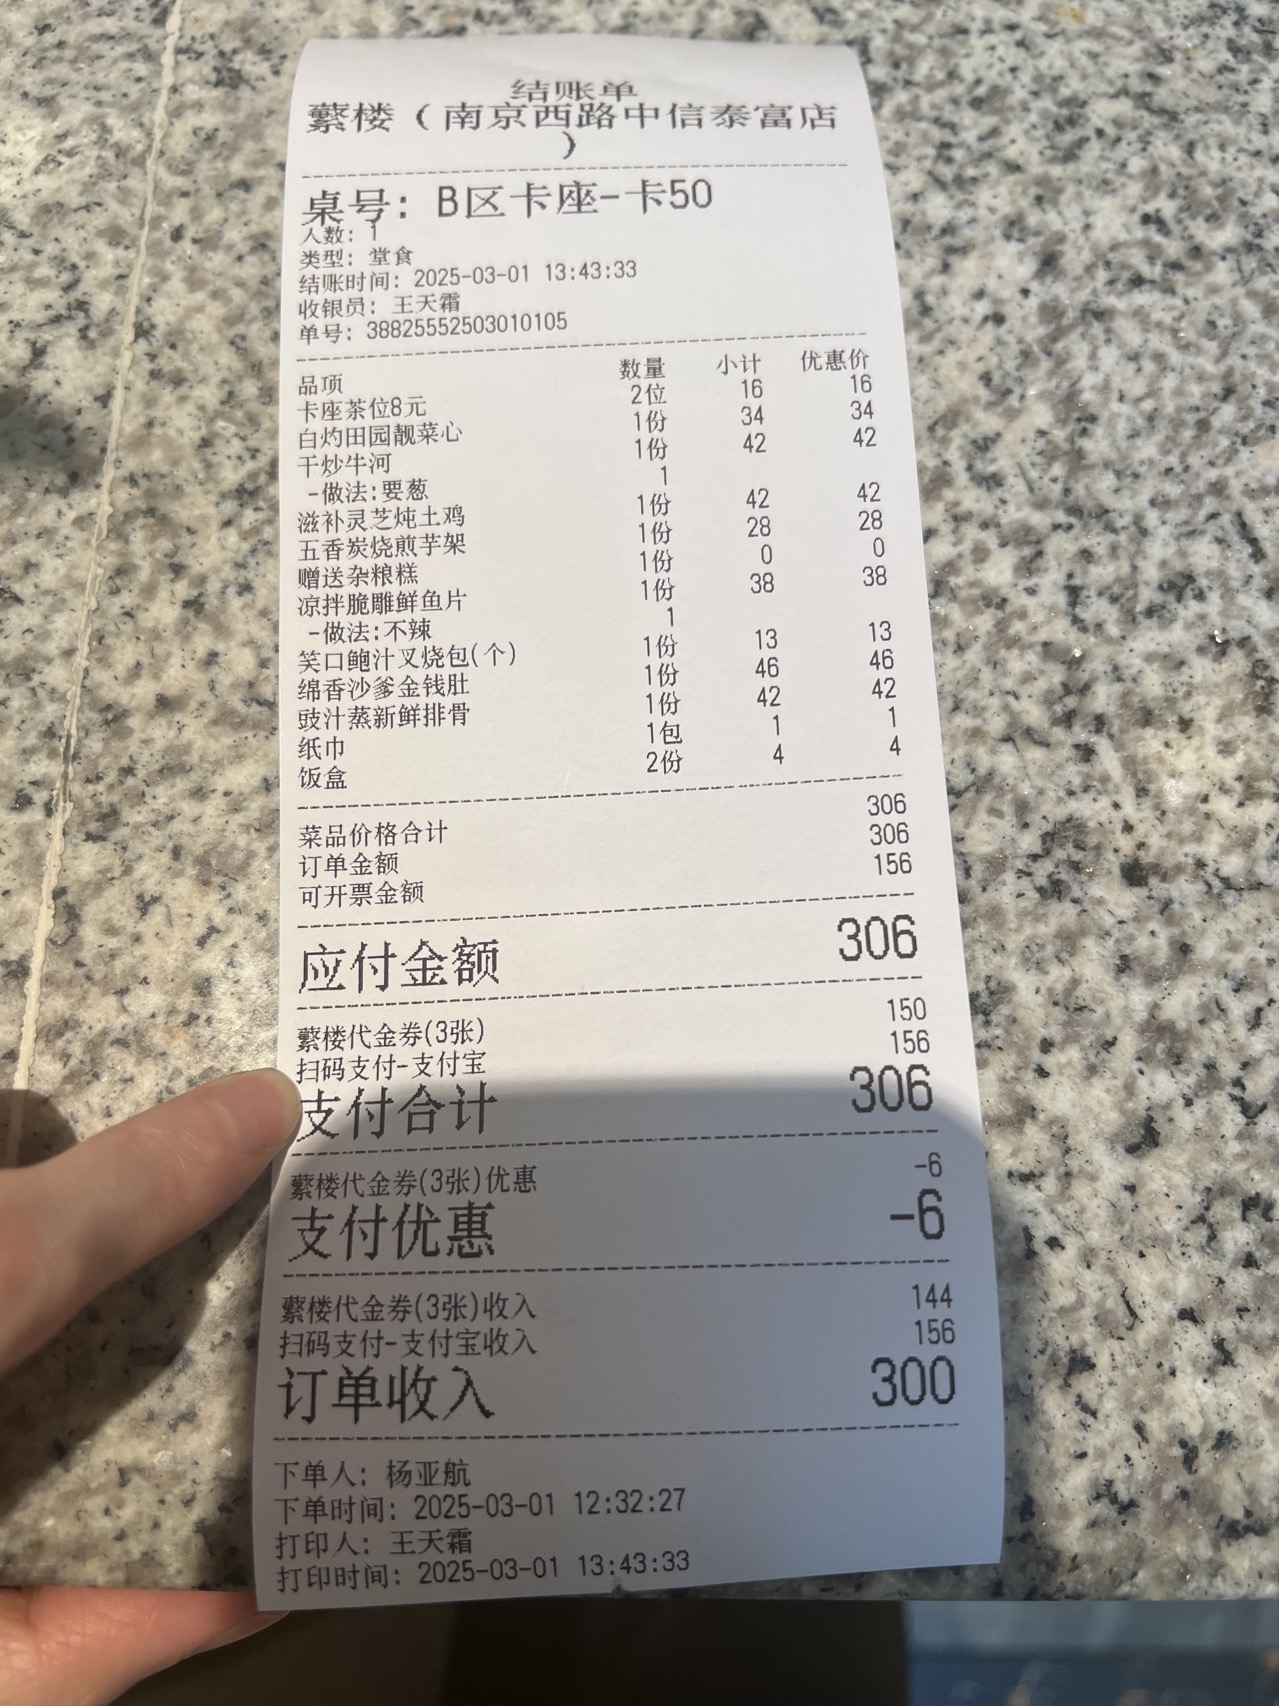 结账单
蘩楼（南京西路中信泰富店
）
桌号: B区卡座-卡50
人数: 1
类型: 堂食
结账时间: 2025-03-01 13:43:33
收银员: 王天霜
单号: 38825552503010105
品项 数量 小计 优惠价
卡座茶位8元 2位 16 16
白灼田园靓菜心 1份 34 34
干炒牛河 1份 42 42
-做法:要葱 1
滋补灵芝炖土鸡 1份 42 42
五香炭烧煎芋架 1份 28 28
赠送杂粮糕 1份 0 0
凉拌脆雕鲜鱼片 1份 38 38
-做法:不辣 1
笑口鲍汁叉烧包(个) 1份 13 13
绵香沙爹金钱肚 1份 46 46
豉汁蒸新鲜排骨 1份 42 42
纸巾 1包 1 1
饭盒 2份 4 4
菜品价格合计 306
订单金额 306
可开票金额 156
应付金额 306
蘩楼代金券(3张) 150
扫码支付-支付宝 156
支付合计 306
蘩楼代金券(3张)优惠 -6
支付优惠 -6
蘩楼代金券(3张)收入 144
扫码支付-支付宝收入 156
订单收入 300
下单人: 杨亚航
下单时间: 2025-03-01 12:32:27
打印人: 王天霜
打印时间: 2025-03-01 13:43:33